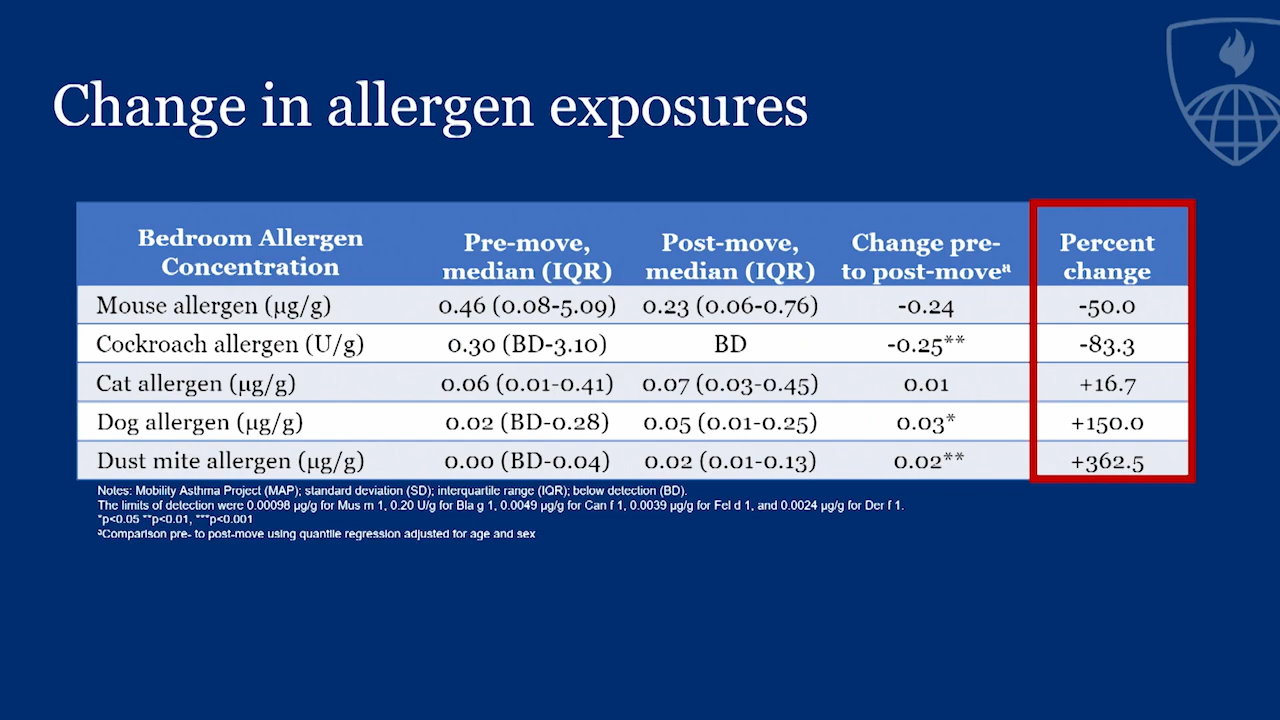 Change in allergen exposures
Bedroom Allergen Concentration Pre-move, median (IQR) Post-move, median (IQR) Change pre- to post-moveᵃ Percent change
Mouse allergen (µg/g) 0.46 (0.08-5.09) 0.23 (0.06-0.76) -0.24 -50.0
Cockroach allergen (U/g) 0.30 (BD-3.10) BD -0.25** -83.3
Cat allergen (µg/g) 0.06 (0.01-0.41) 0.07 (0.03-0.45) 0.01 +16.7
Dog allergen (µg/g) 0.02 (BD-0.28) 0.05 (0.01-0.25) 0.03* +150.0
Dust mite allergen (µg/g) 0.00 (BD-0.04) 0.02 (0.01-0.13) 0.02** +362.5
Notes: Mobility Asthma Project (MAP); standard deviation (SD); interquartile range (IQR); below detection (BD).
The limits of detection were 0.00098 µg/g for Mus m 1, 0.20 U/g for Bla g 1, 0.0049 µg/g for Can f 1, 0.0039 µg/g for Fel d 1, and 0.0024 µg/g for Der f 1.
*p<0.05 **p<0.01, ***p<0.001
ᵃComparison pre- to post-move using quantile regression adjusted for age and sex